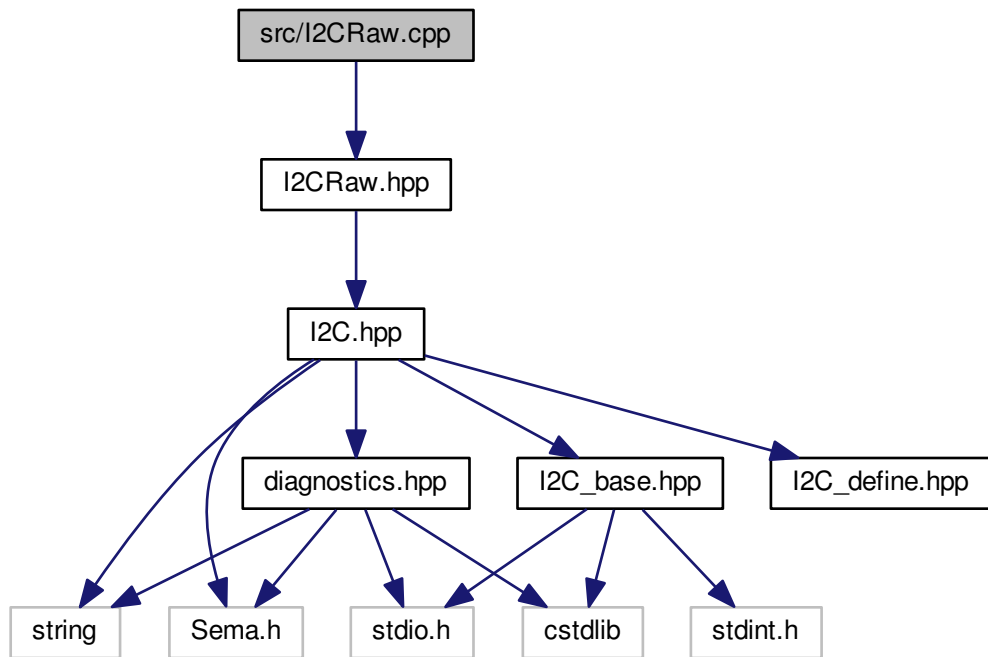 src/I2CRaw.cpp
I2CRaw.hpp
I2C.hpp
diagnostics.hpp
I2C_base.hpp
I2C_define.hpp
string
Sema.h
stdio.h
cstdlib
stdint.h